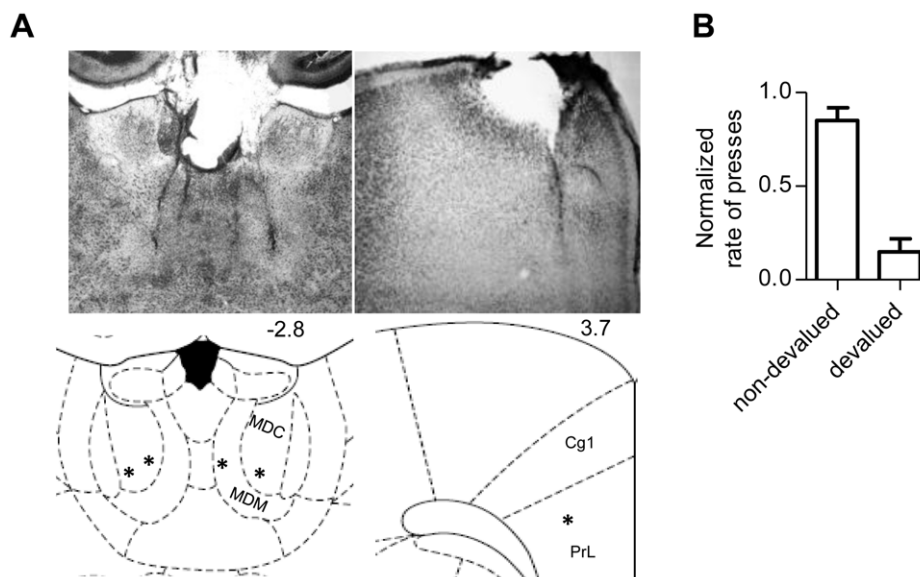 A
B
1.0
0.5
0.0
Normalized
rate of presses
non-devalued
devalued
-2.8
3.7
MDC
MDM
Cg1
PrL
* * * *
*